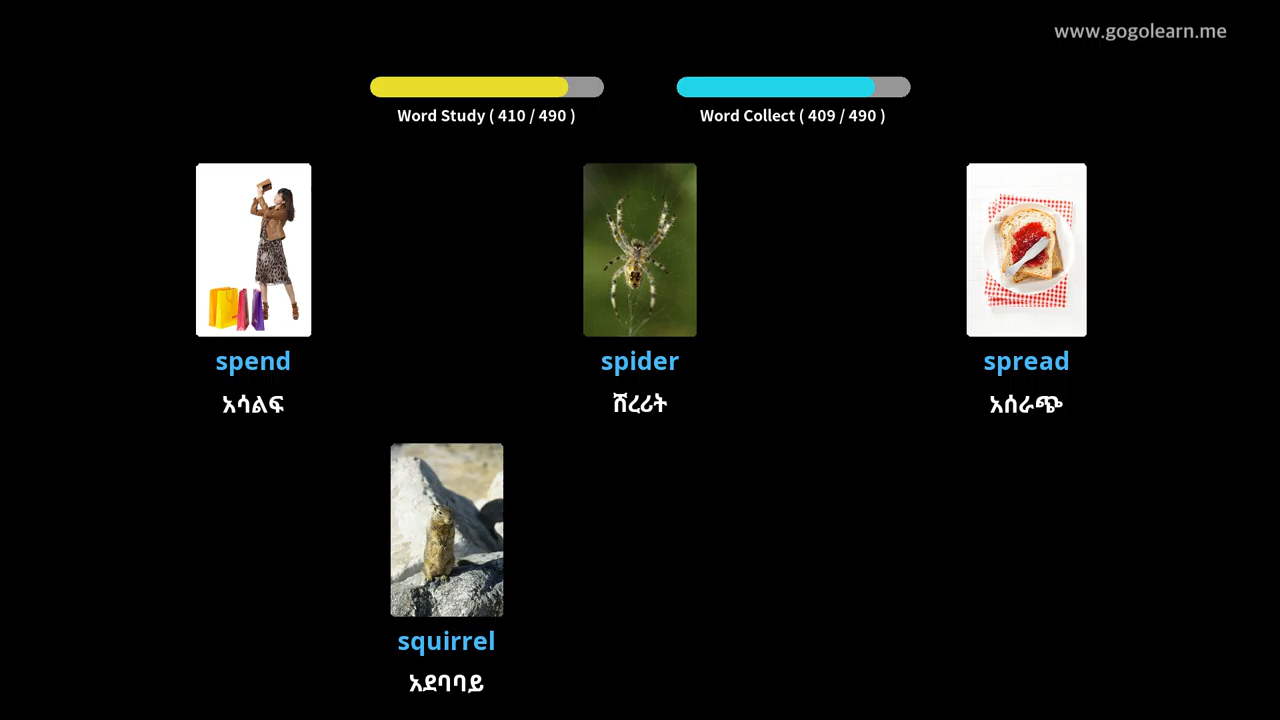 www.gogolearn.me
Word Study ( 410 / 490 )
Word Collect ( 409 / 490 )
spend
spider
spread
አሳልፍ
ሸረሪት
አሰራጭ
squirrel
አደባባይ